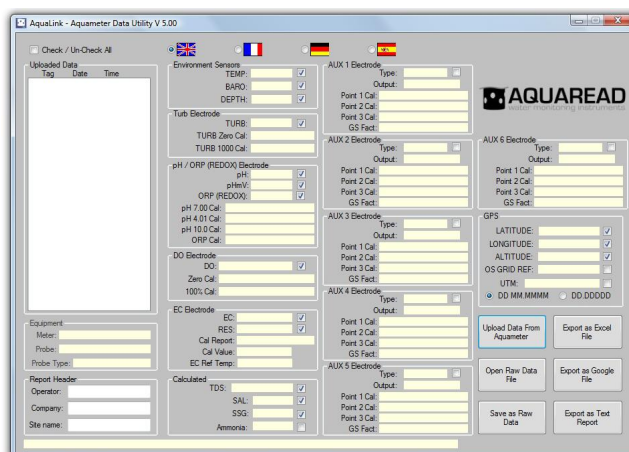 AquaLink - Aquameter Data Utility V 5.00
Check / Un-Check All
Uploaded Data
Tag Date Time
Equipment
Meter:
Probe:
Probe Type:
Report Header
Operator:
Company:
Site name:
Environment Sensors
TEMP:
BARO:
DEPTH:
Turb Electrode
TURB:
TURB Zero Cal:
TURB 1000 Cal:
pH / ORP (REDOX) Electrode
pH:
pHmV:
ORP (REDOX):
pH 7.00 Cal:
pH 4.01 Cal:
pH 10.0 Cal:
ORP Cal:
DO Electrode
DO:
Zero Cal:
100% Cal:
EC Electrode
EC:
RES:
Cal Report:
Cal Value:
EC Ref Temp:
Calculated
TDS:
SAL:
SSG:
Ammonia:
AUX 1 Electrode
Type:
Output:
Point 1 Cal:
Point 2 Cal:
Point 3 Cal:
GS Fact:
AUX 2 Electrode
Type:
Output:
Point 1 Cal:
Point 2 Cal:
Point 3 Cal:
GS Fact:
AUX 3 Electrode
Type:
Output:
Point 1 Cal:
Point 2 Cal:
Point 3 Cal:
GS Fact:
AUX 4 Electrode
Type:
Output:
Point 1 Cal:
Point 2 Cal:
Point 3 Cal:
GS Fact:
AUX 5 Electrode
Type:
Output:
Point 1 Cal:
Point 2 Cal:
Point 3 Cal:
GS Fact:
AQUAREAD
water monitoring instruments
AUX 6 Electrode
Type:
Output:
Point 1 Cal:
Point 2 Cal:
Point 3 Cal:
GS Fact:
GPS
LATITUDE:
LONGITUDE:
ALTITUDE:
OS GRID REF:
UTM:
DD MM.MMMM DD.DDDDD
Upload Data From
Aquameter
Export as Excel
File
Open Raw Data
File
Export as Google
File
Save as Raw
Data
Export as Text
Report